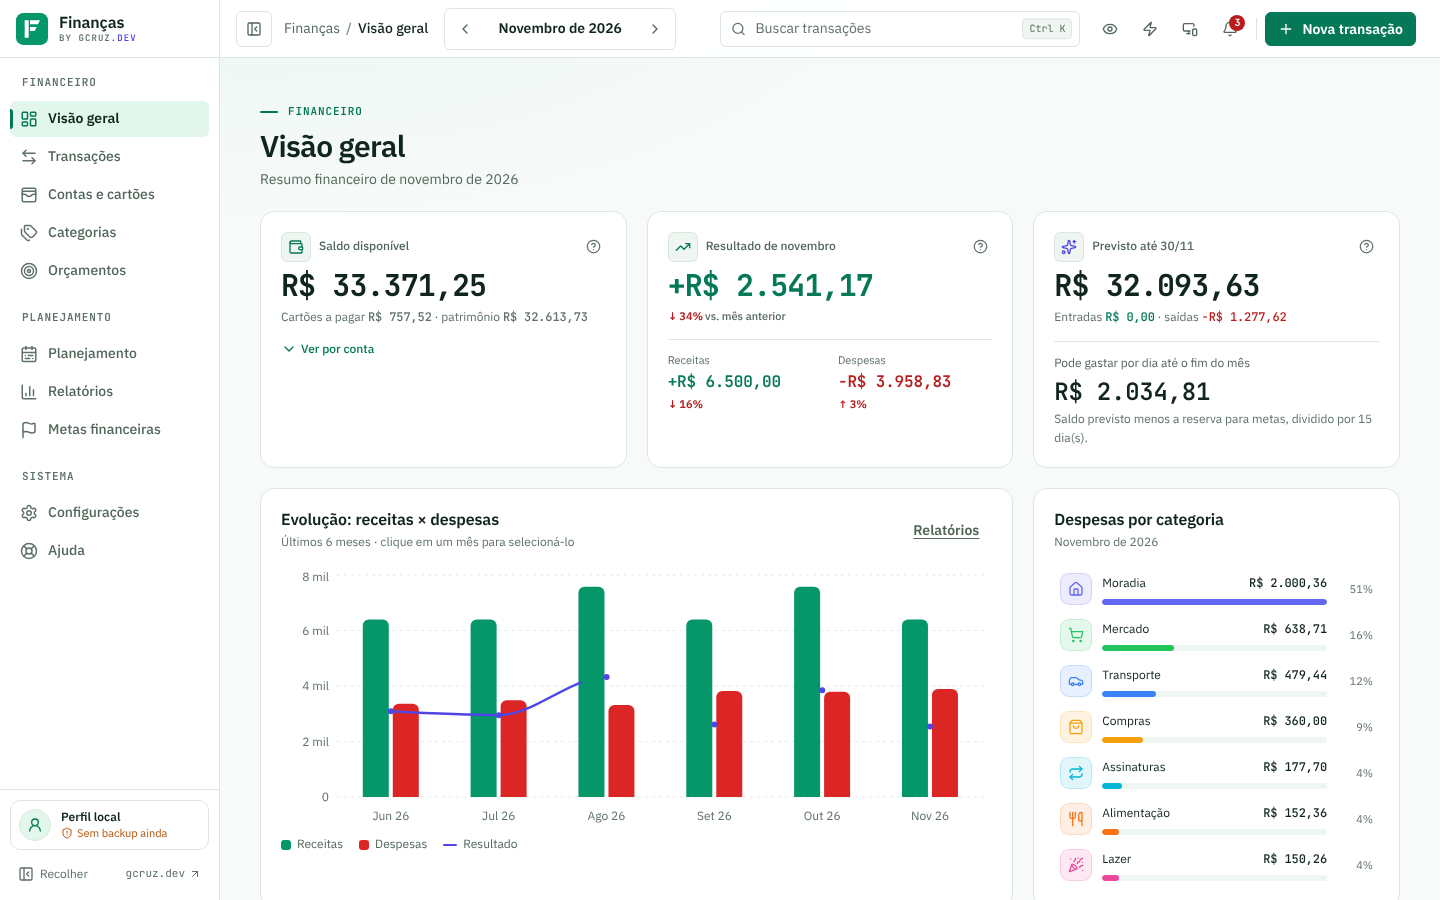 Finanças
BY GCRUZ.DEV
Finanças / Visão geral
Novembro de 2026
Buscar transações
Ctrl K
3
Nova transação
FINANCEIRO
Visão geral
Transações
Contas e cartões
Categorias
Orçamentos
PLANEJAMENTO
Planejamento
Relatórios
Metas financeiras
SISTEMA
Configurações
Ajuda
Perfil local
Sem backup ainda
Recolher
gcruz.dev
FINANCEIRO
Visão geral
Resumo financeiro de novembro de 2026
Saldo disponível
R$ 33.371,25
Cartões a pagar R$ 757,52 · patrimônio R$ 32.613,73
Ver por conta
Resultado de novembro
+R$ 2.541,17
↓ 34% vs. mês anterior
Receitas
+R$ 6.500,00
↓ 16%
Despesas
-R$ 3.958,83
↑ 3%
Previsto até 30/11
R$ 32.093,63
Entradas R$ 0,00 · saídas -R$ 1.277,62
Pode gastar por dia até o fim do mês
R$ 2.034,81
Saldo previsto menos a reserva para metas, dividido por 15
dia(s).
Evolução: receitas × despesas
Últimos 6 meses · clique em um mês para selecioná-lo
Relatórios
8 mil
6 mil
4 mil
2 mil
0
Jun 26
Jul 26
Ago 26
Set 26
Out 26
Nov 26
Receitas
Despesas
Resultado
Despesas por categoria
Novembro de 2026
Moradia R$ 2.000,36 51%
Mercado R$ 638,71 16%
Transporte R$ 479,44 12%
Compras R$ 360,00 9%
Assinaturas R$ 177,70 4%
Alimentação R$ 152,36 4%
Lazer R$ 150,26 4%